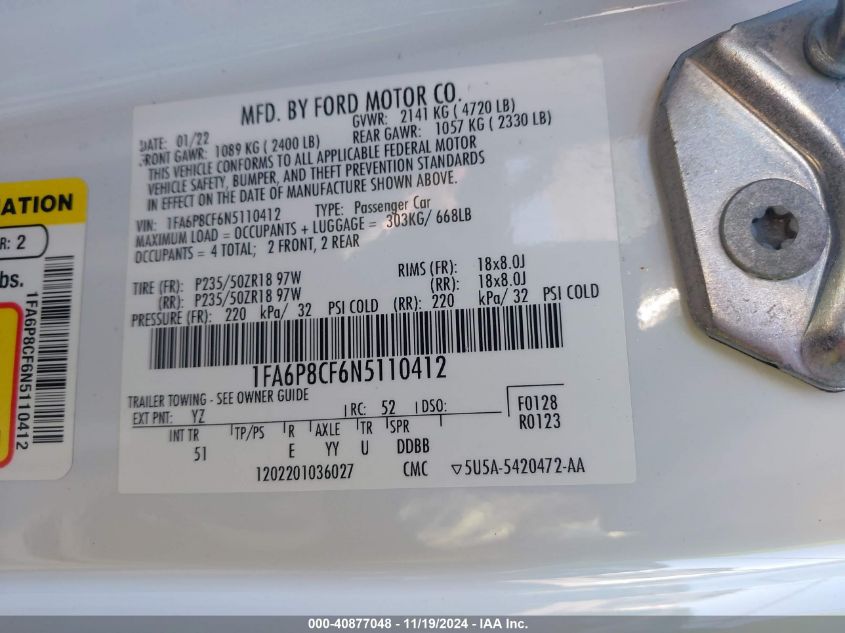 MFD. BY FORD MOTOR CO.
DATE: 01/22 GVWR: 2141 KG ( 4720 LB)
FRONT GAWR: 1089 KG ( 2400 LB) REAR GAWR: 1057 KG ( 2330 LB)
THIS VEHICLE CONFORMS TO ALL APPLICABLE FEDERAL MOTOR
VEHICLE SAFETY, BUMPER, AND THEFT PREVENTION STANDARDS
IN EFFECT ON THE DATE OF MANUFACTURE SHOWN ABOVE.
VIN: 1FA6P8CF6N5110412 TYPE: Passenger Car
MAXIMUM LOAD = OCCUPANTS + LUGGAGE = 303KG/ 668LB
OCCUPANTS = 4 TOTAL; 2 FRONT, 2 REAR
TIRE (FR): P235/50ZR18 97W RIMS (FR): 18x8.0J
(RR): P235/50ZR18 97W (RR): 18x8.0J
PRESSURE (FR): 220 kPa/ 32 PSI COLD (RR): 220 kPa/ 32 PSI COLD
1FA6P8CF6N5110412
TRAILER TOWING - SEE OWNER GUIDE
EXT PNT: YZ RC: 52 DSO: F0128
R0123
INT TR TP/PS R AXLE TR SPR
51 E YY U DDBB
1202201036027 CMC ▽5U5A-5420472-AA
ATION
R: 2
bs.
1FA6P8CF6N5110412
000-40877048 - 11/19/2024 - IAA Inc.